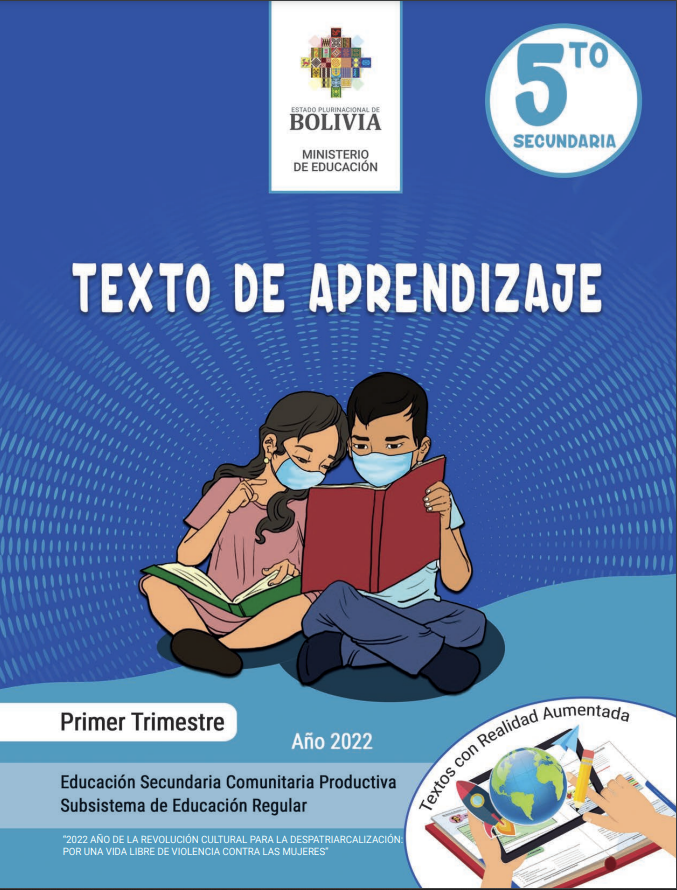 ESTADO PLURINACIONAL DE
BOLIVIA
MINISTERIO
DE EDUCACIÓN
5TO
SECUNDARIA
TEXTO DE APRENDIZAJE
Primer Trimestre
Año 2022
Educación Secundaria Comunitaria Productiva
Subsistema de Educación Regular
"2022 AÑO DE LA REVOLUCIÓN CULTURAL PARA LA DESPATRIARCALIZACIÓN:
POR UNA VIDA LIBRE DE VIOLENCIA CONTRA LAS MUJERES"
Textos con Realidad Aumentada